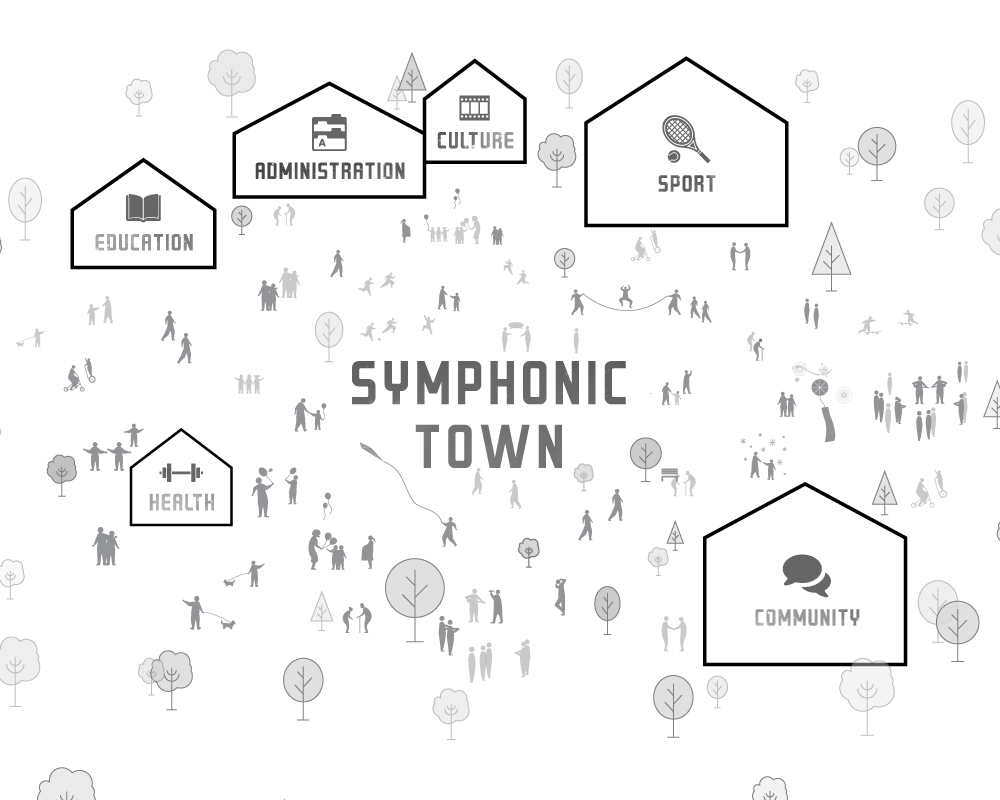 CULTURE
A
ADMINISTRATION
SPORT
EDUCATION
SYMPHONIC
TOWN
HEALTH
COMMUNITY